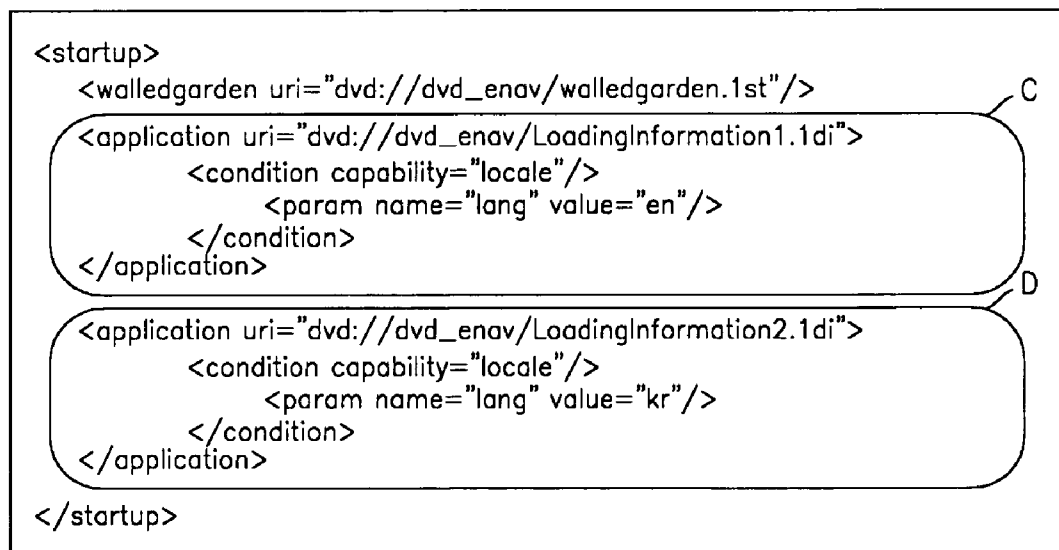 <startup>
<walledgarden uri="dvd://dvd_enav/walledgarden.1st"/>
C
<application uri="dvd://dvd_enav/LoadingInformation1.1di">
<condition capability="locale"/>
<param name="lang" value="en"/>
</condition>
</application>
D
<application uri="dvd://dvd_enav/LoadingInformation2.1di">
<condition capability="locale"/>
<param name="lang" value="kr"/>
</condition>
</application>
</startup>